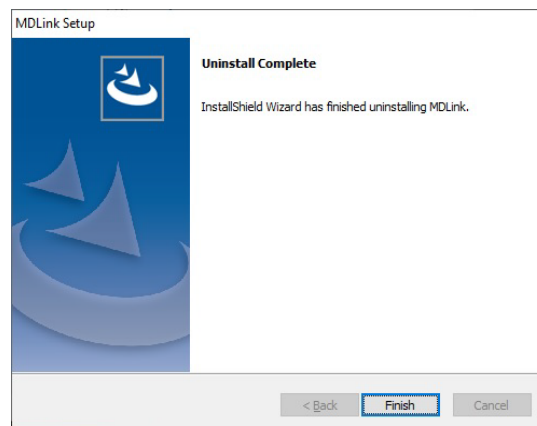 MDLink Setup
Uninstall Complete
InstallShield Wizard has finished uninstalling MDLink.
< Back
Finish
Cancel